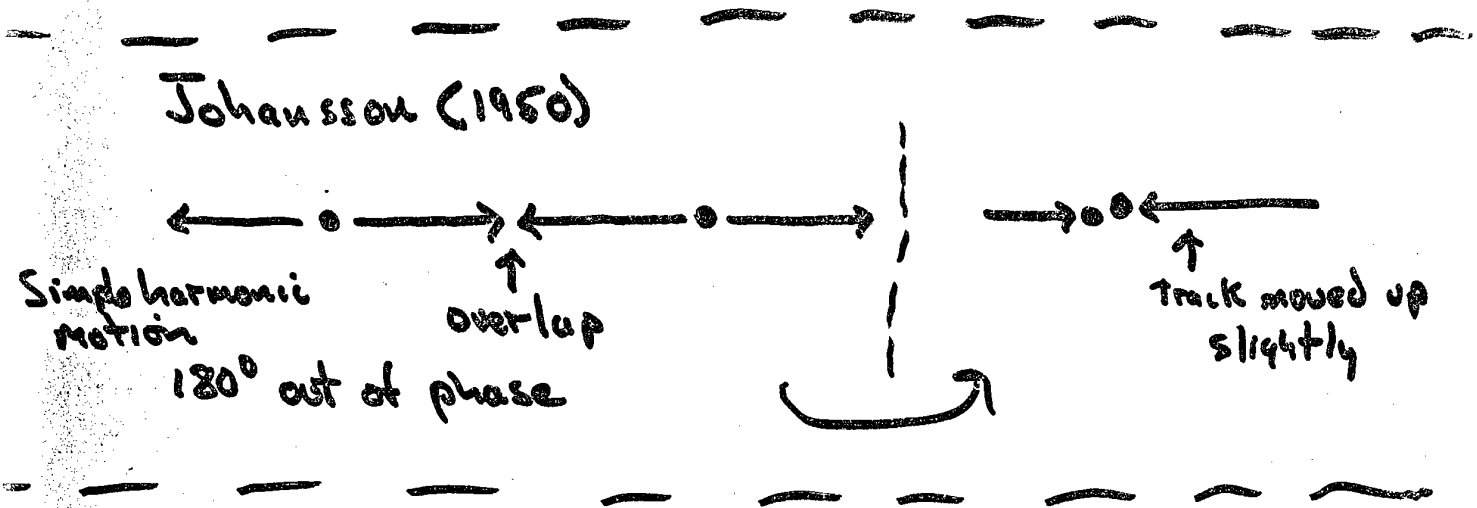 Johansson (1950)
Simple harmonic
motion
180° out of phase
overlap
Track moved up
slightly